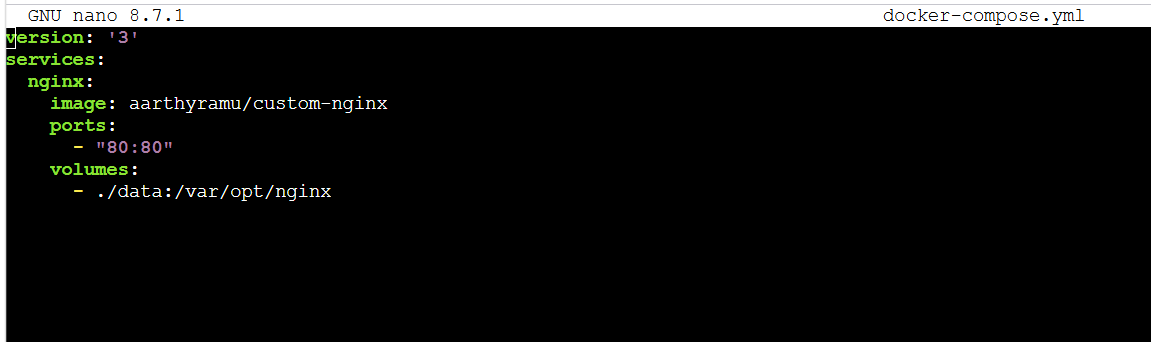 GNU nano 8.7.1 docker-compose.yml
version: '3'
services:
  nginx:
    image: aarthyramu/custom-nginx
    ports:
      - "80:80"
    volumes:
      - ./data:/var/opt/nginx